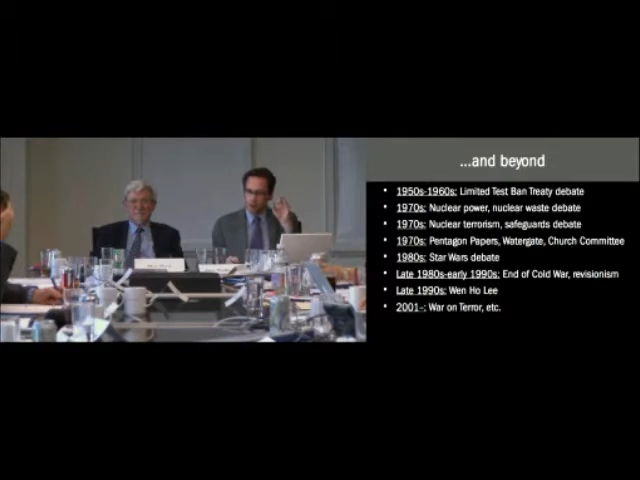 ...and beyond
• 1950s-1960s: Limited Test Ban Treaty debate
• 1970s: Nuclear power, nuclear waste debate
• 1970s: Nuclear terrorism, safeguards debate
• 1970s: Pentagon Papers, Watergate, Church Committee
• 1980s: Star Wars debate
• Late 1980s-early 1990s: End of Cold War, revisionism
• Late 1990s: Wen Ho Lee
• 2001-: War on Terror, etc.